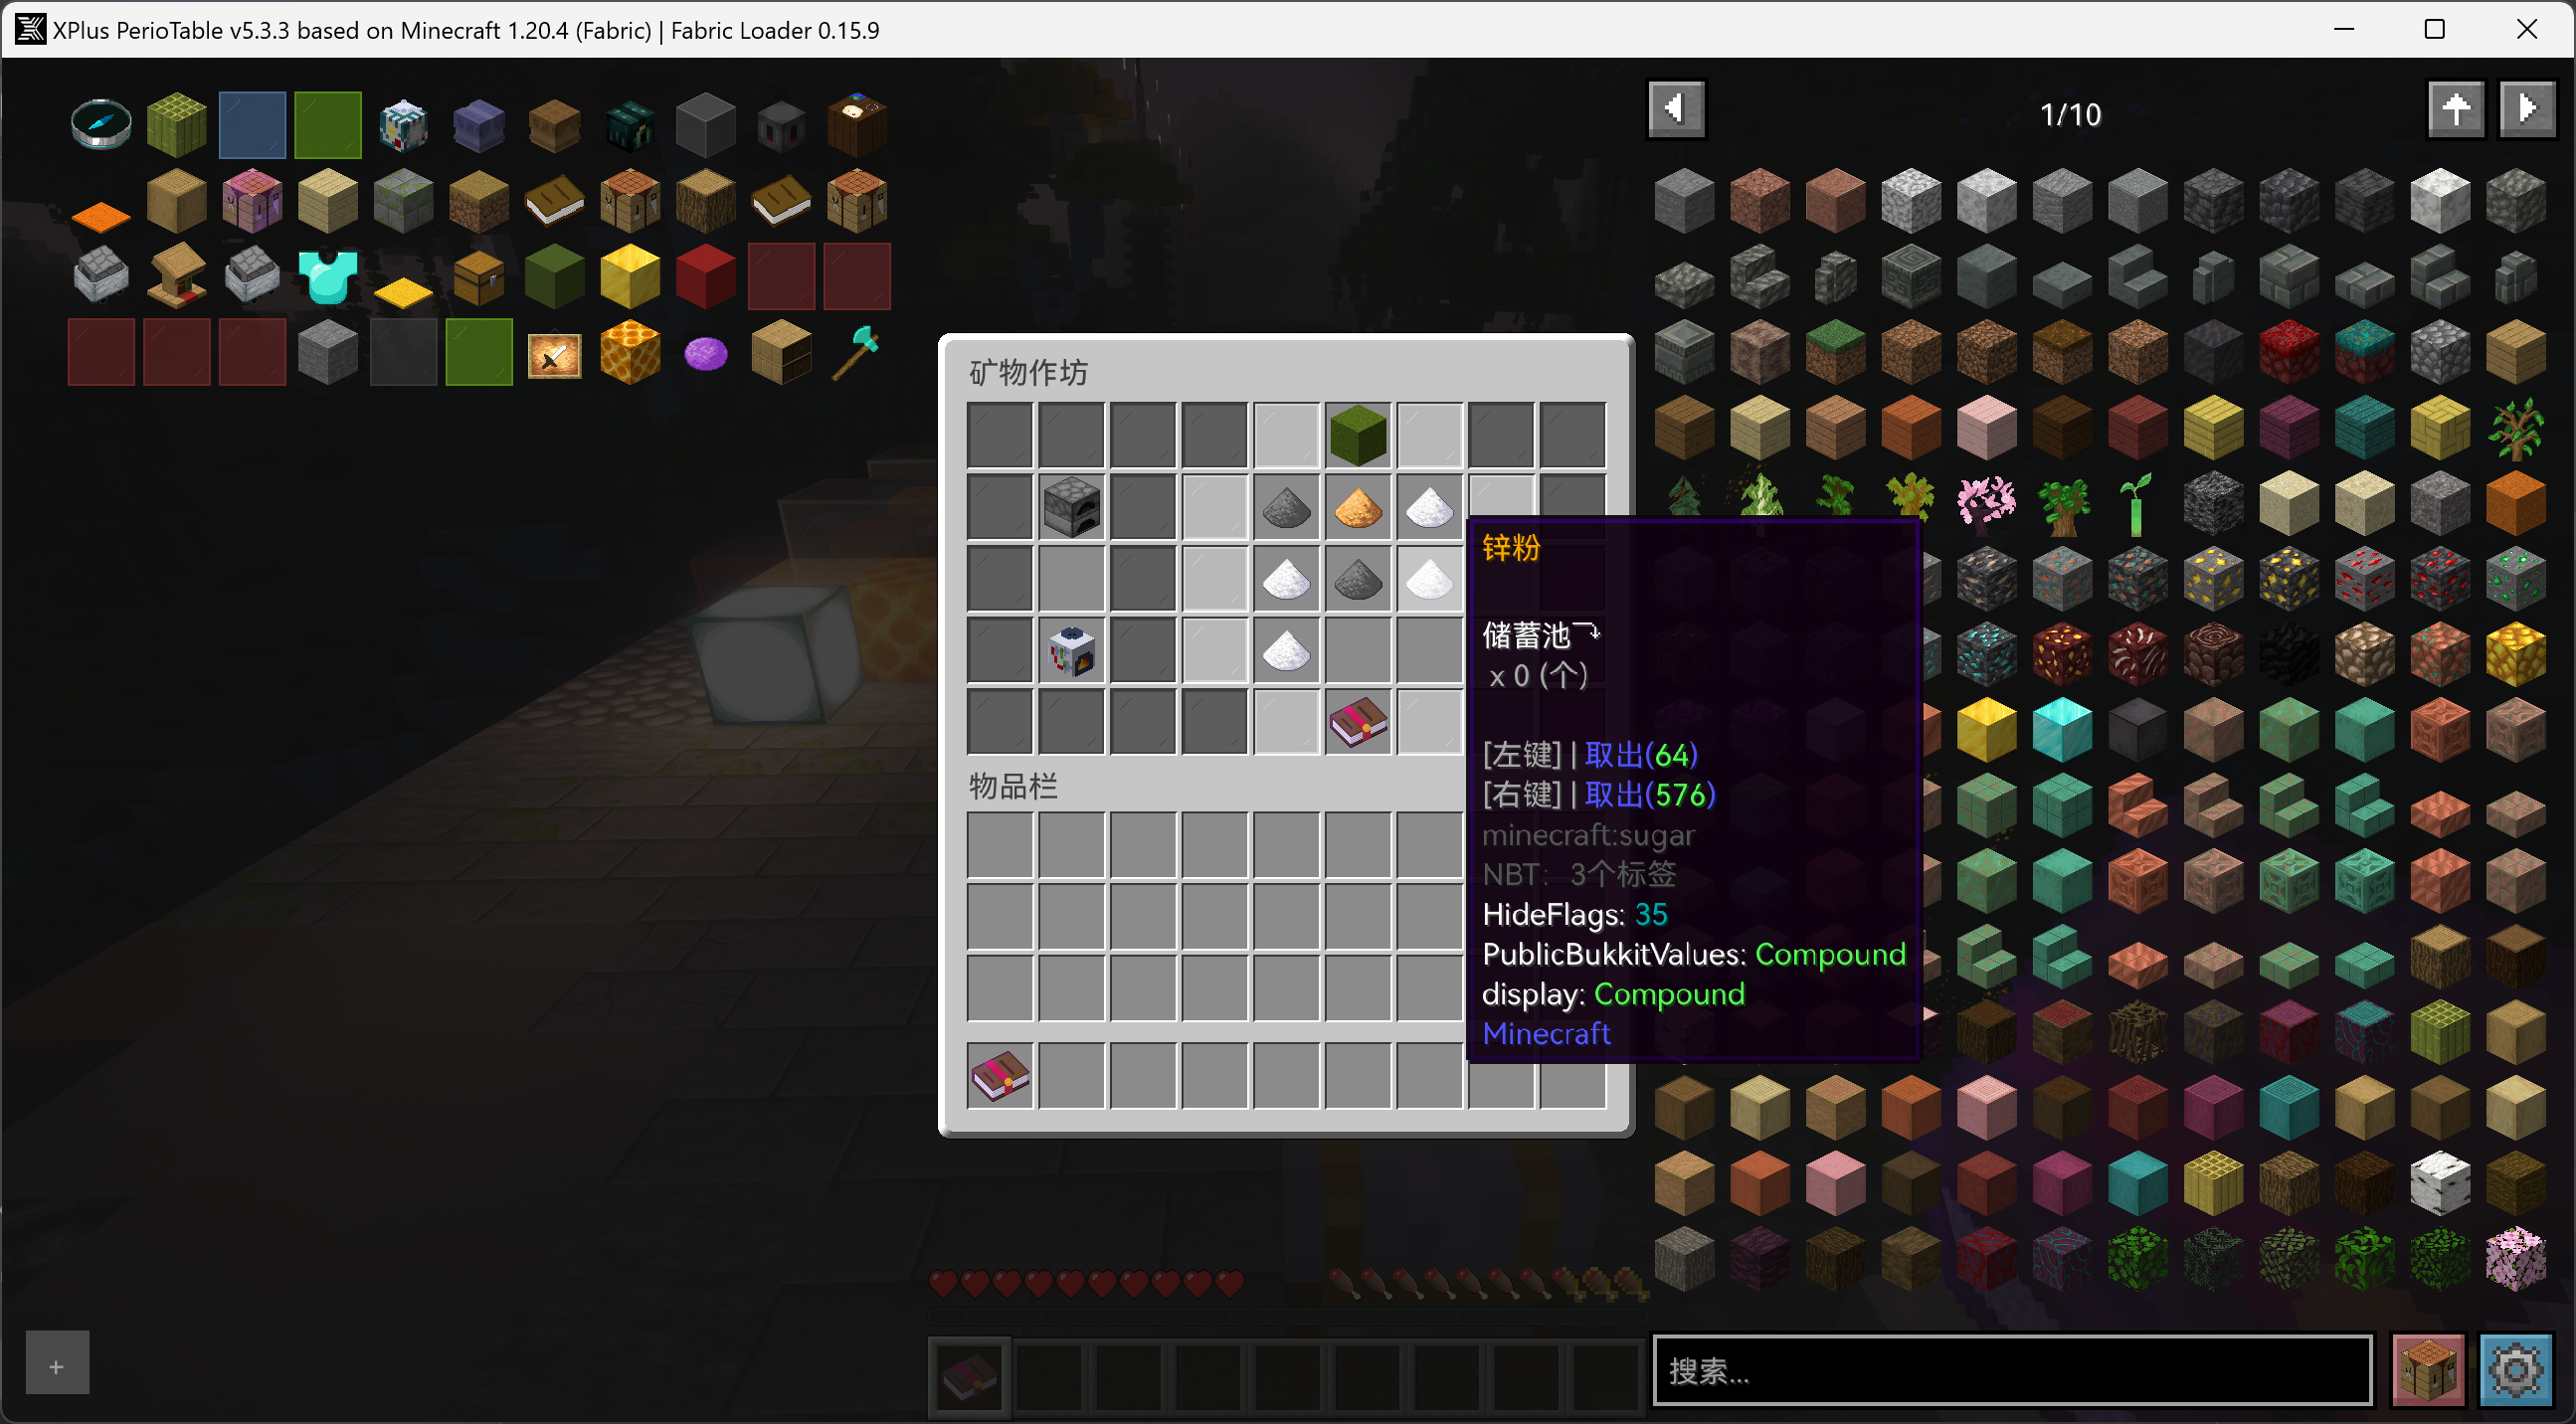 XPlus PerioTable v5.3.3 based on Minecraft 1.20.4 (Fabric) | Fabric Loader 0.15.9
1/10
矿物作坊
锌粉
储蓄池
x 0 (个)
[左键] | 取出(64)
[右键] | 取出(576)
minecraft:sugar
NBT: 3个标签
HideFlags: 35
PublicBukkitValues: Compound
display: Compound
Minecraft
物品栏
+
搜索...